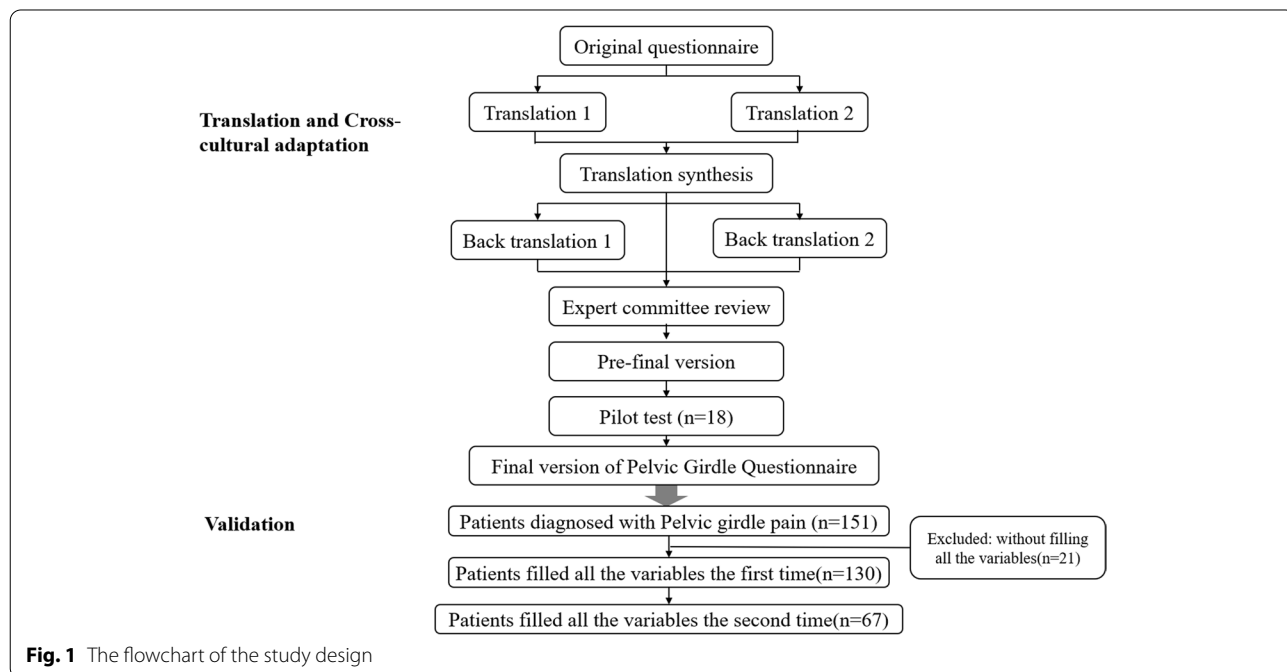 Original questionnaire
Translation 1
Translation 2
Translation and Cross-
cultural adaptation
Translation synthesis
Back translation 1
Back translation 2
Expert committee review
Pre-final version
Pilot test (n=18)
Final version of Pelvic Girdle Questionnaire
Validation
Patients diagnosed with Pelvic girdle pain (n=151)
Excluded: without filling
all the variables(n=21)
Patients filled all the variables the first time(n=130)
Patients filled all the variables the second time(n=67)
Fig. 1 The flowchart of the study design